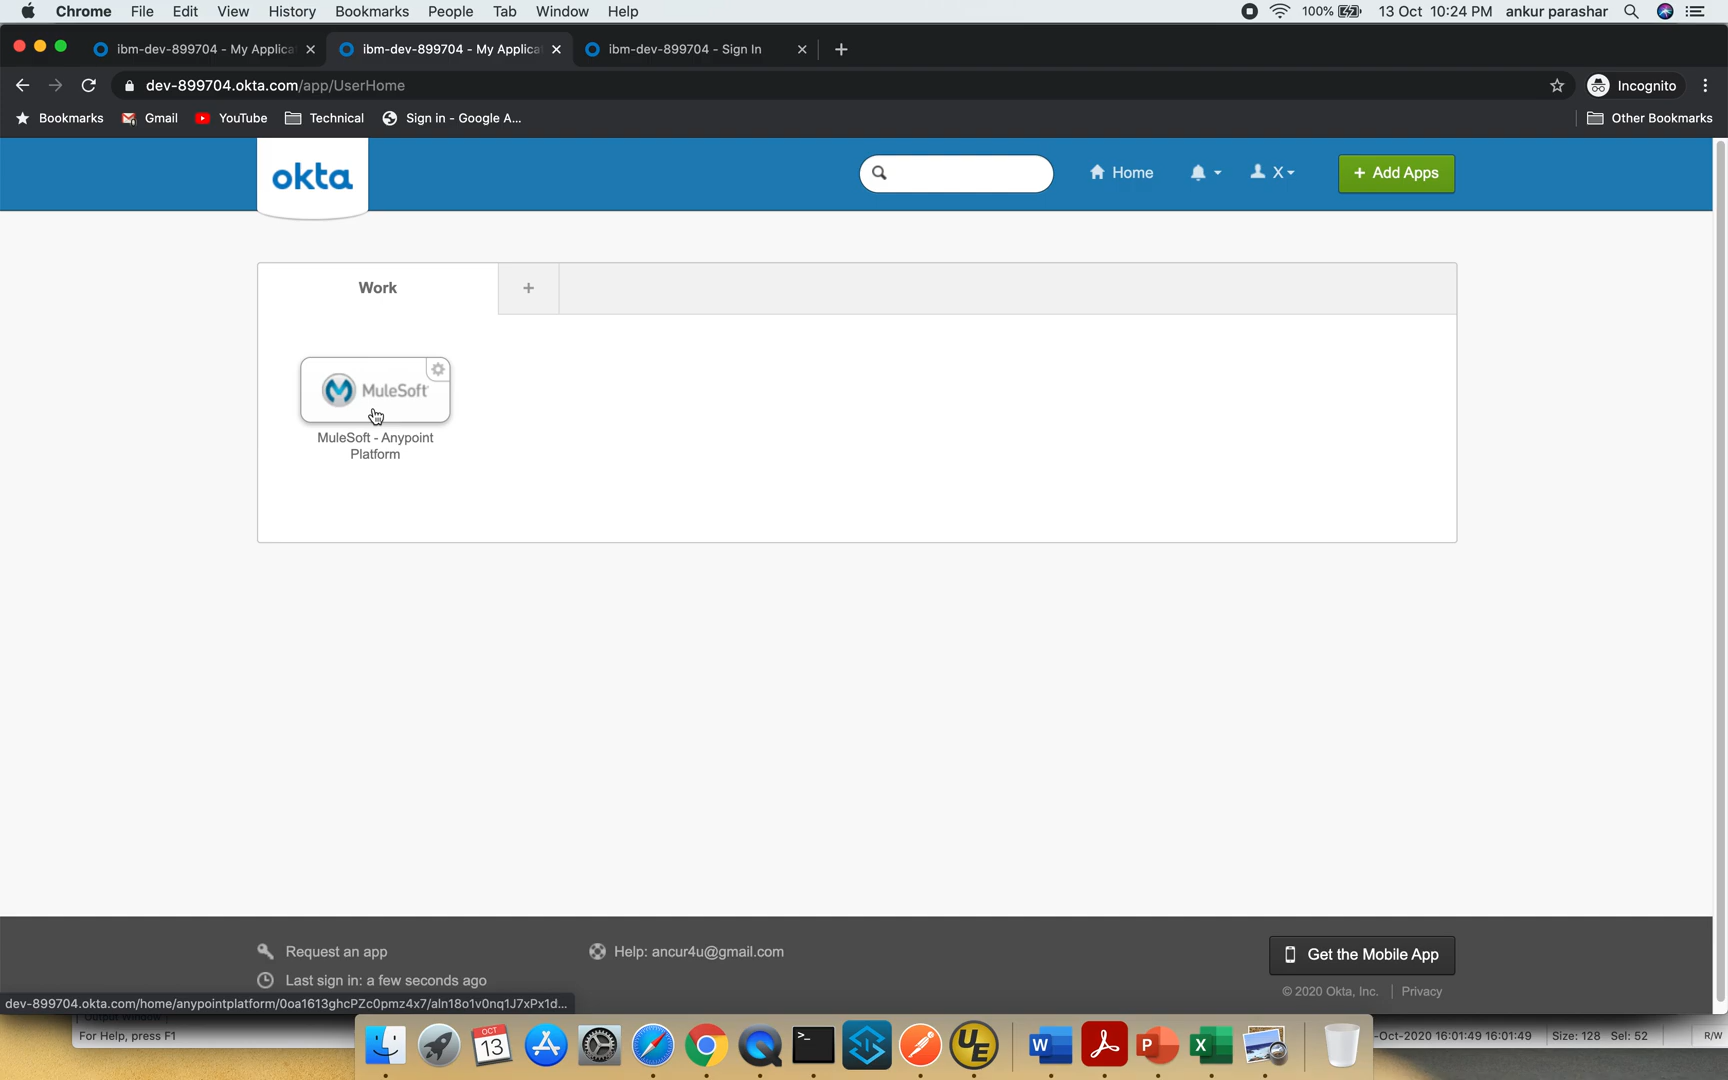 Chrome File Edit View History Bookmarks People Tab Window Help 100% 13 Oct 10:24 PM ankur parashar
ibm-dev-899704 - My Applica ibm-dev-899704 - My Applica ibm-dev-899704 - Sign In
dev-899704.okta.com/app/UserHome Incognito
Bookmarks Gmail YouTube Technical Sign in - Google A... Other Bookmarks
okta Home X + Add Apps
Work +
MuleSoft
MuleSoft - Anypoint
Platform
Request an app Help: ancur4u@gmail.com Get the Mobile App
Last sign in: a few seconds ago © 2020 Okta, Inc. Privacy
dev-899704.okta.com/home/anypointplatform/0oa1613ghcPZc0pmz4x7/aln18o1v0nq1J7xPx1d...
Output Window
For Help, press F1 -Oct-2020 16:01:49 16:01:49 Size: 128 Sel: 52 R/W
OCT
13
>_
UE
W P X